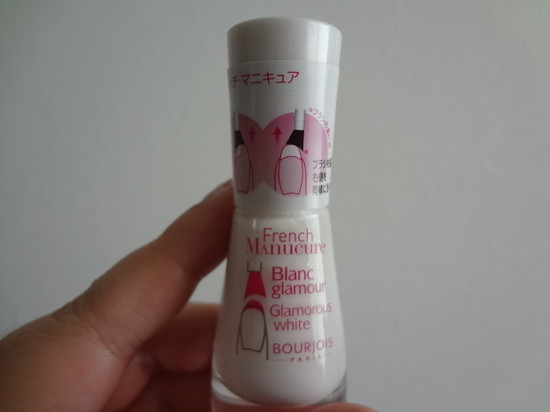 チ マニキュア
French
MANUCURE
Blanc
glamour
Glamorous
white
BOURJOIS
PARIS